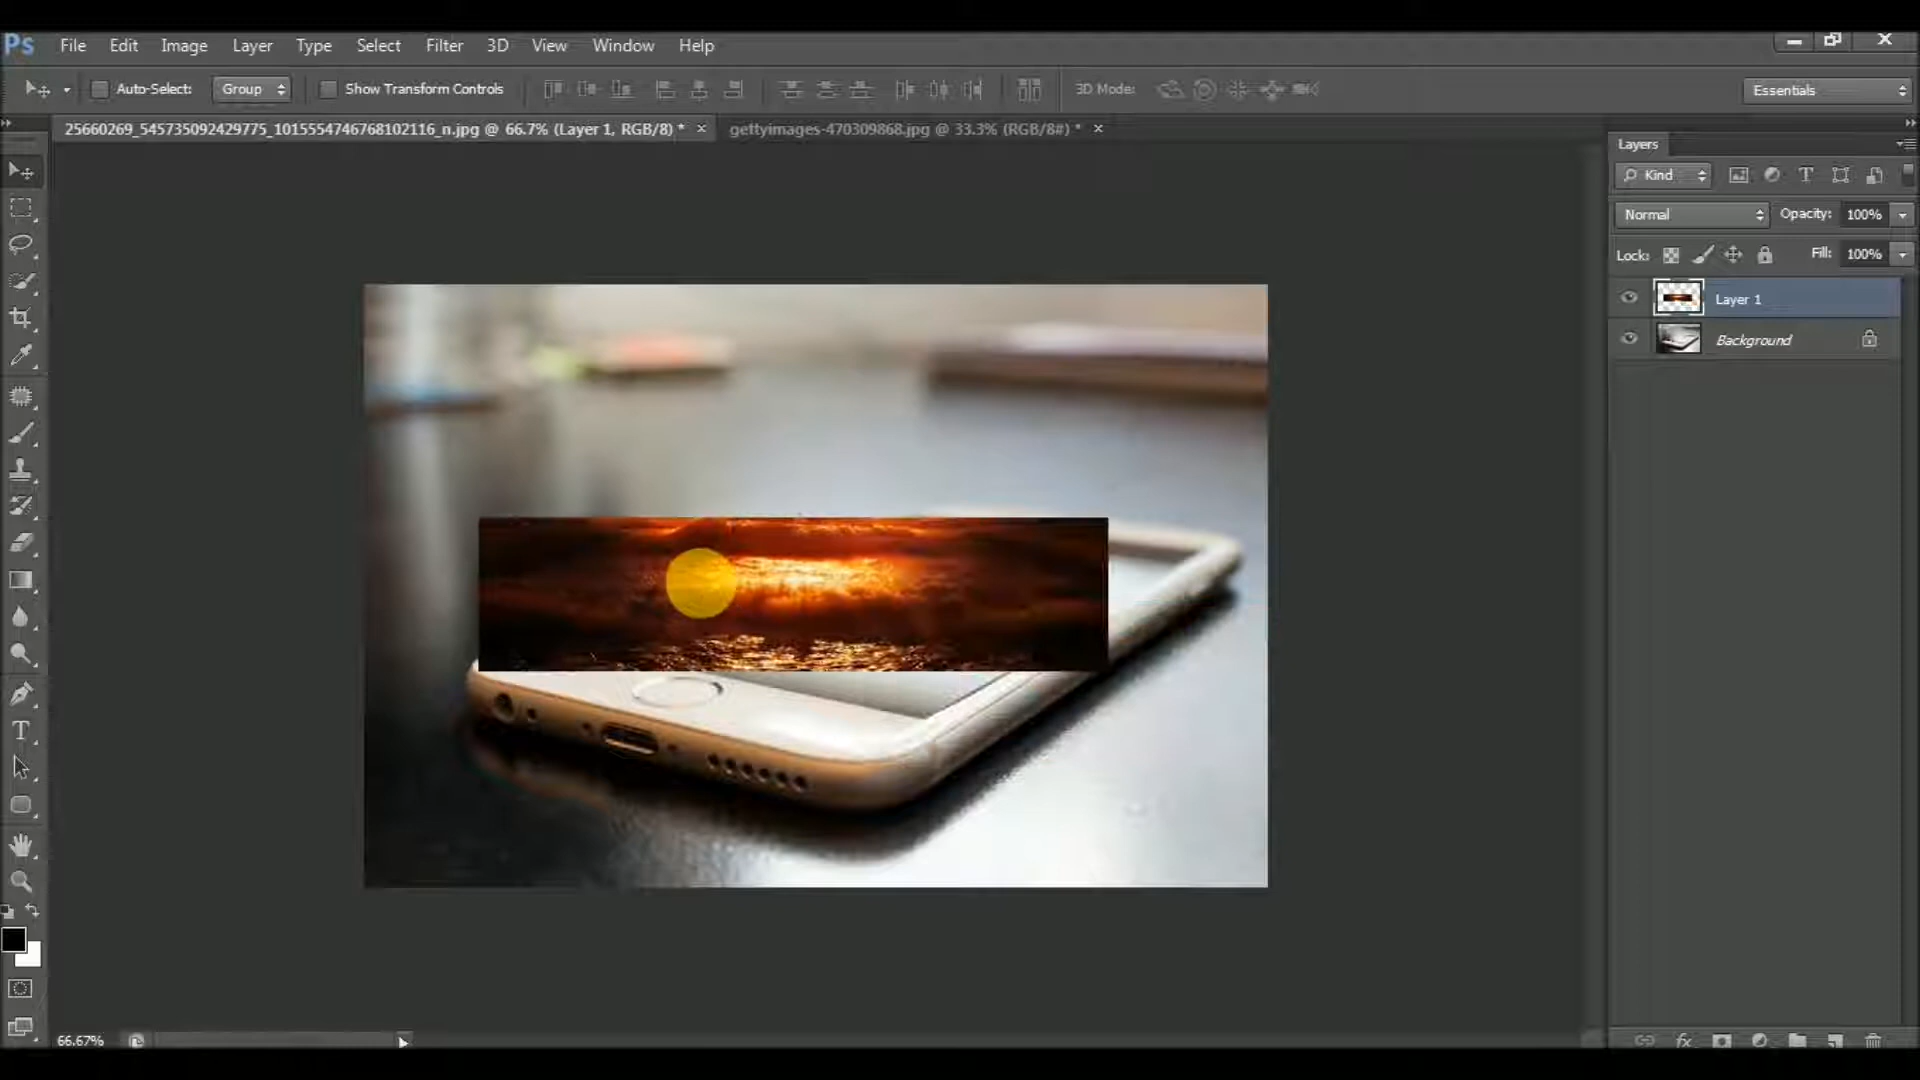 Ps File Edit Image Layer Type Select Filter 3D View Window Help
Auto-Select: Group Show Transform Controls 3D Mode: Essentials
25660269_545735092429775_1015554746768102116_n.jpg @ 66.7% (Layer 1, RGB/8) * × gettyimages-470309868.jpg @ 33.3% (RGB/8#) * ×
Layers
Kind
Normal Opacity: 100%
Lock: Fill: 100%
Layer 1
Background
66.67%